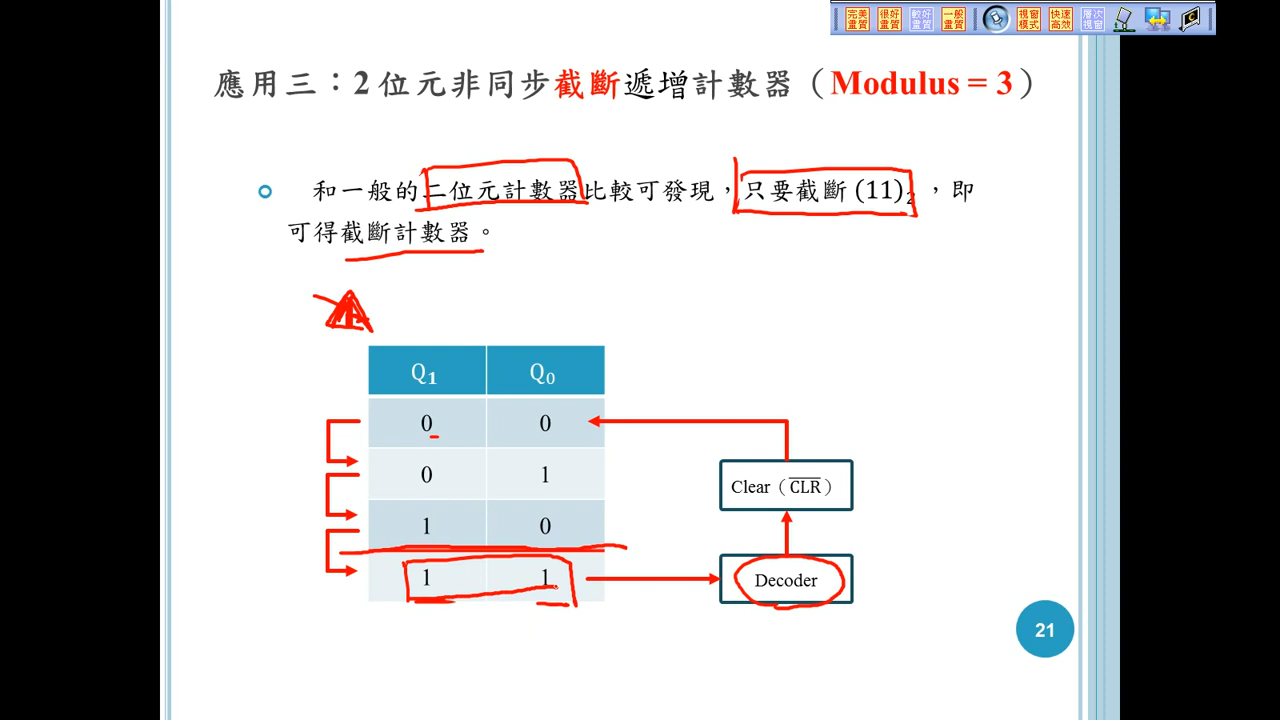 完美畫質 很好畫質 較好畫質 一般畫質 視窗模式 快速高效 層次視窗
應用三：2 位元非同步截斷遞增計數器（Modulus = 3）
和一般的二位元計數器比較可發現，只要截斷 (11)₂ ，即
可得截斷計數器。
Q₁ Q₀
0 0
0 1
Clear（C̅L̅R̅）
1 0
1 1
Decoder
21